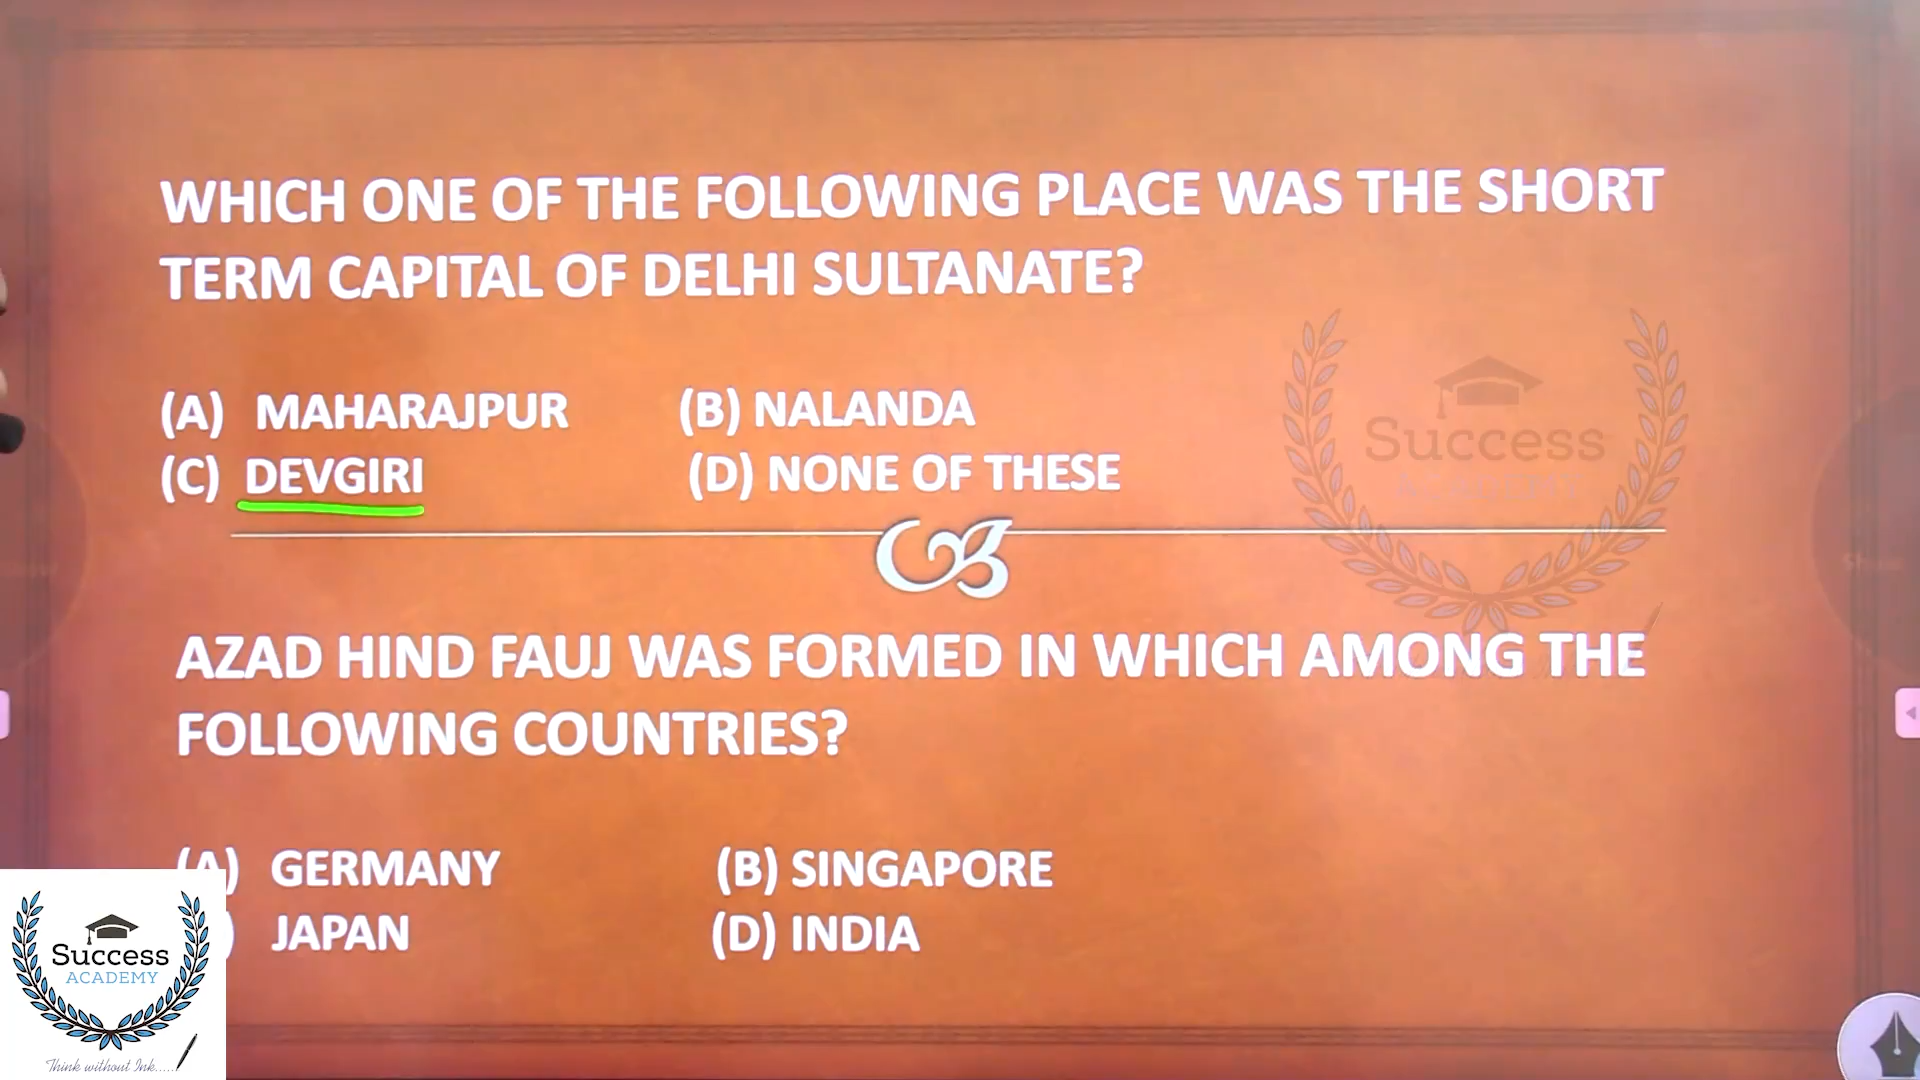 WHICH ONE OF THE FOLLOWING PLACE WAS THE SHORT
TERM CAPITAL OF DELHI SULTANATE?
(A) MAHARAJPUR (B) NALANDA
(C) DEVGIRI (D) NONE OF THESE
Success
ACADEMY
AZAD HIND FAUJ WAS FORMED IN WHICH AMONG THE
FOLLOWING COUNTRIES?
(A) GERMANY (B) SINGAPORE
) JAPAN (D) INDIA
Success
ACADEMY
Think without Ink.....